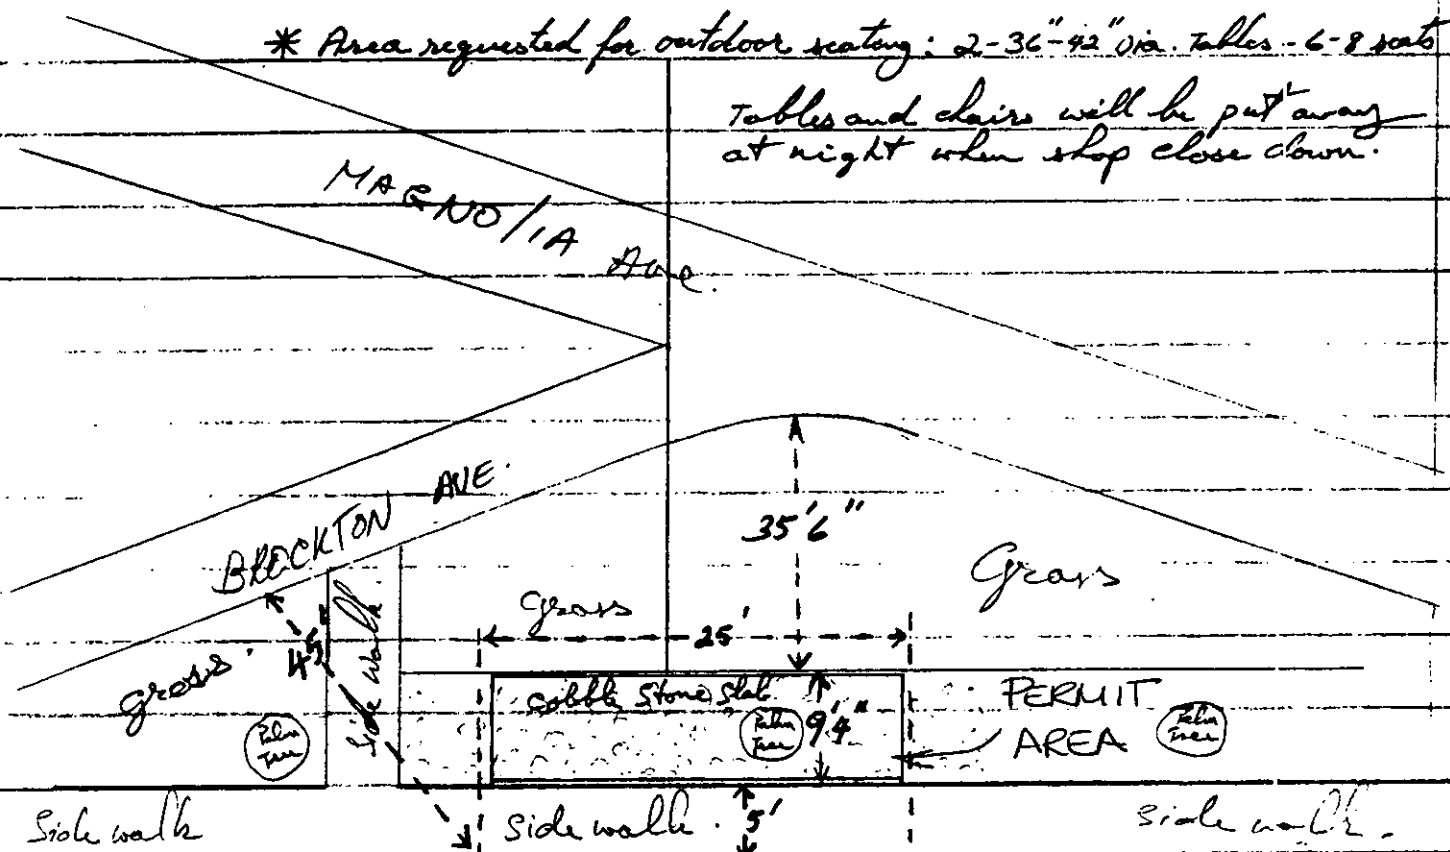 * Area requested for outdoor seating: 2-36"-42" Dia. Tables - 6-8 seats
Tables and chairs will be put away
at night when shop close down.
MAGNOLIA Ave.
BROCKTON AVE.
35'6"
Grass
Grass
25'
45'
Side walk
Grass.
Cobble Stone Slab
9'4"
PERMIT
AREA
Palm
Tree
Palm
Tree
Palm
Tree
Side walk
Side walk.
5'
Side walk.